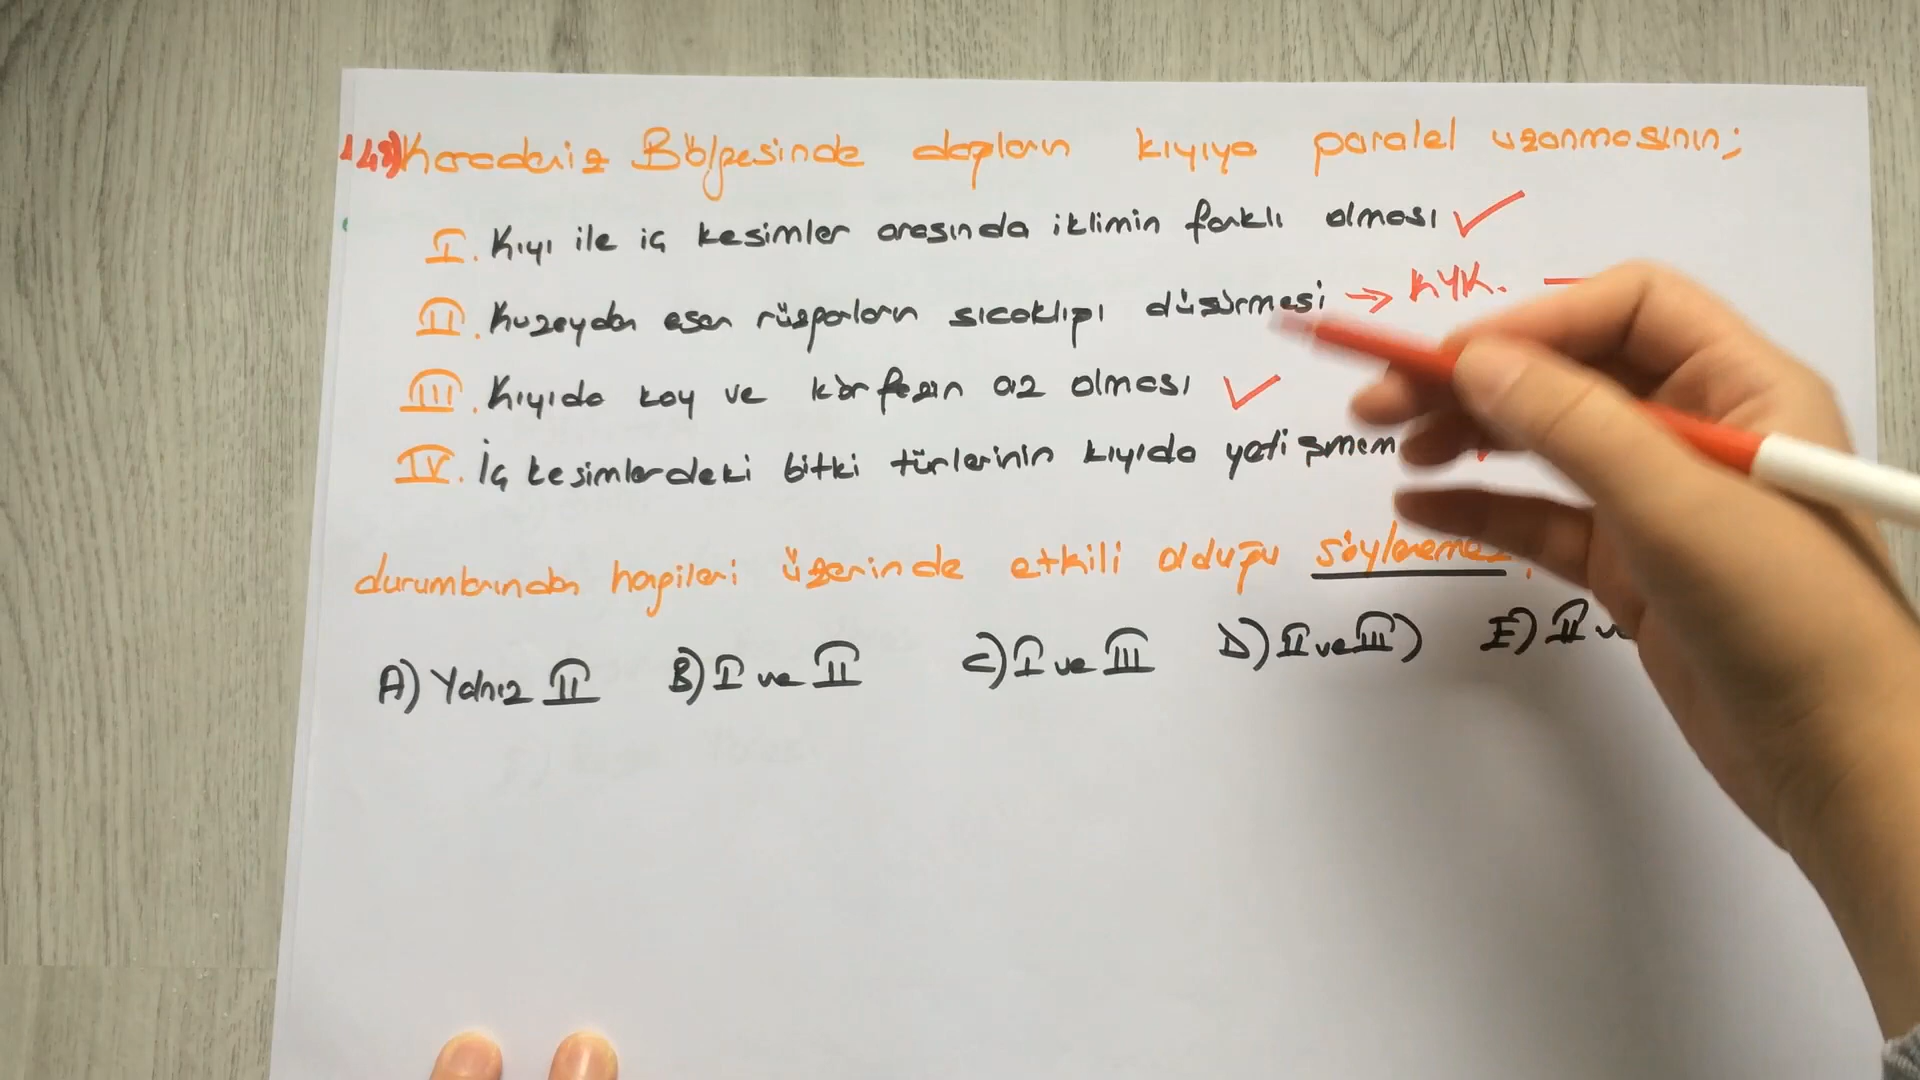 148) Karadeniz Bölgesinde dağların kıyıya paralel uzanmasının;
I. Kıyı ile iç kesimler arasında iklimin farklı olması ✓
II. Kuzeyden esen rüzgarların sıcaklığı düşürmesi → KYK. —
III. Kıyıda koy ve körfezin az olması ✓
IV. İç kesimlerdeki bitki türlerinin kıyıda yetişmem
durumlarından hangileri üzerinde etkili olduğu söylenemez
A) Yalnız II B) I ve II C) I ve III D) II ve III) E) II